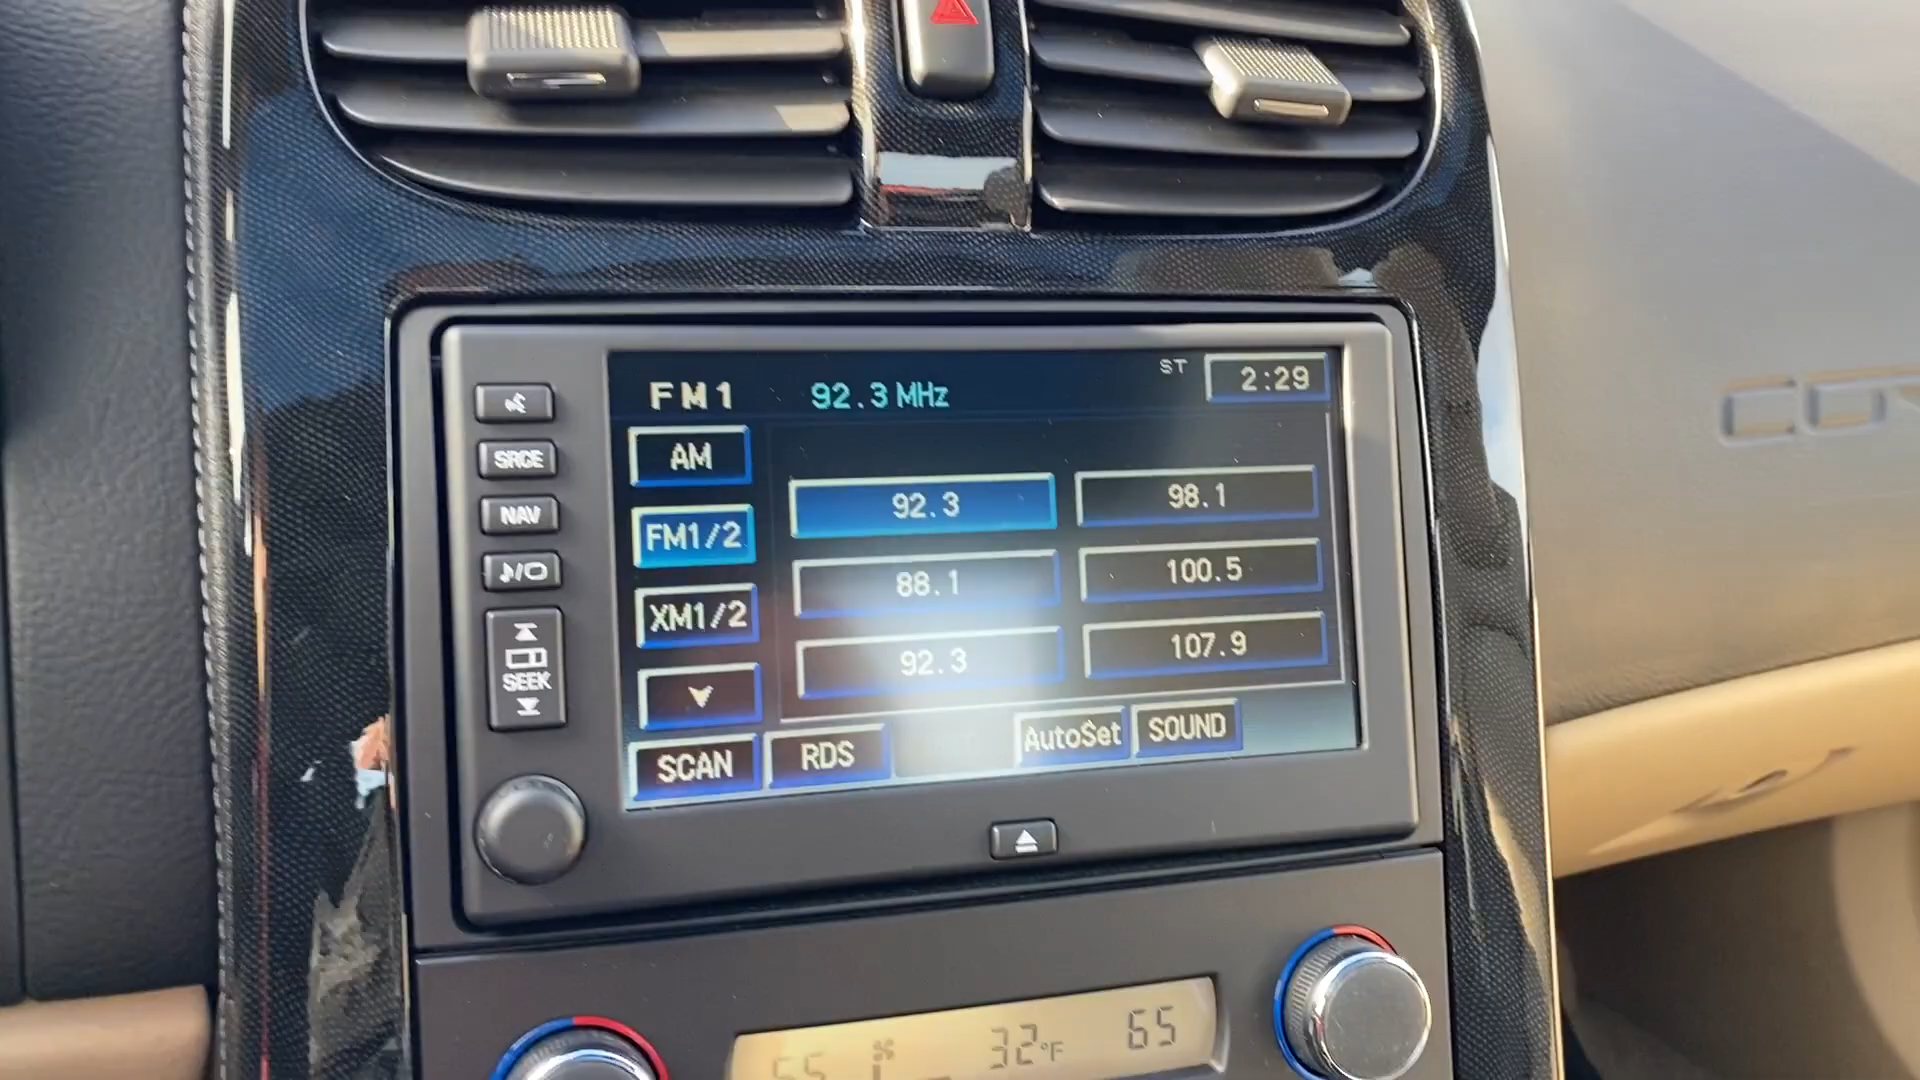 FM1 92.3 MHz ST 2:29
AM
92.3 98.1
SRCE
FM1/2
NAV
88.1 100.5
XM1/2
92.3 107.9
SEEK
SCAN RDS AutoSet SOUND
32°F 65